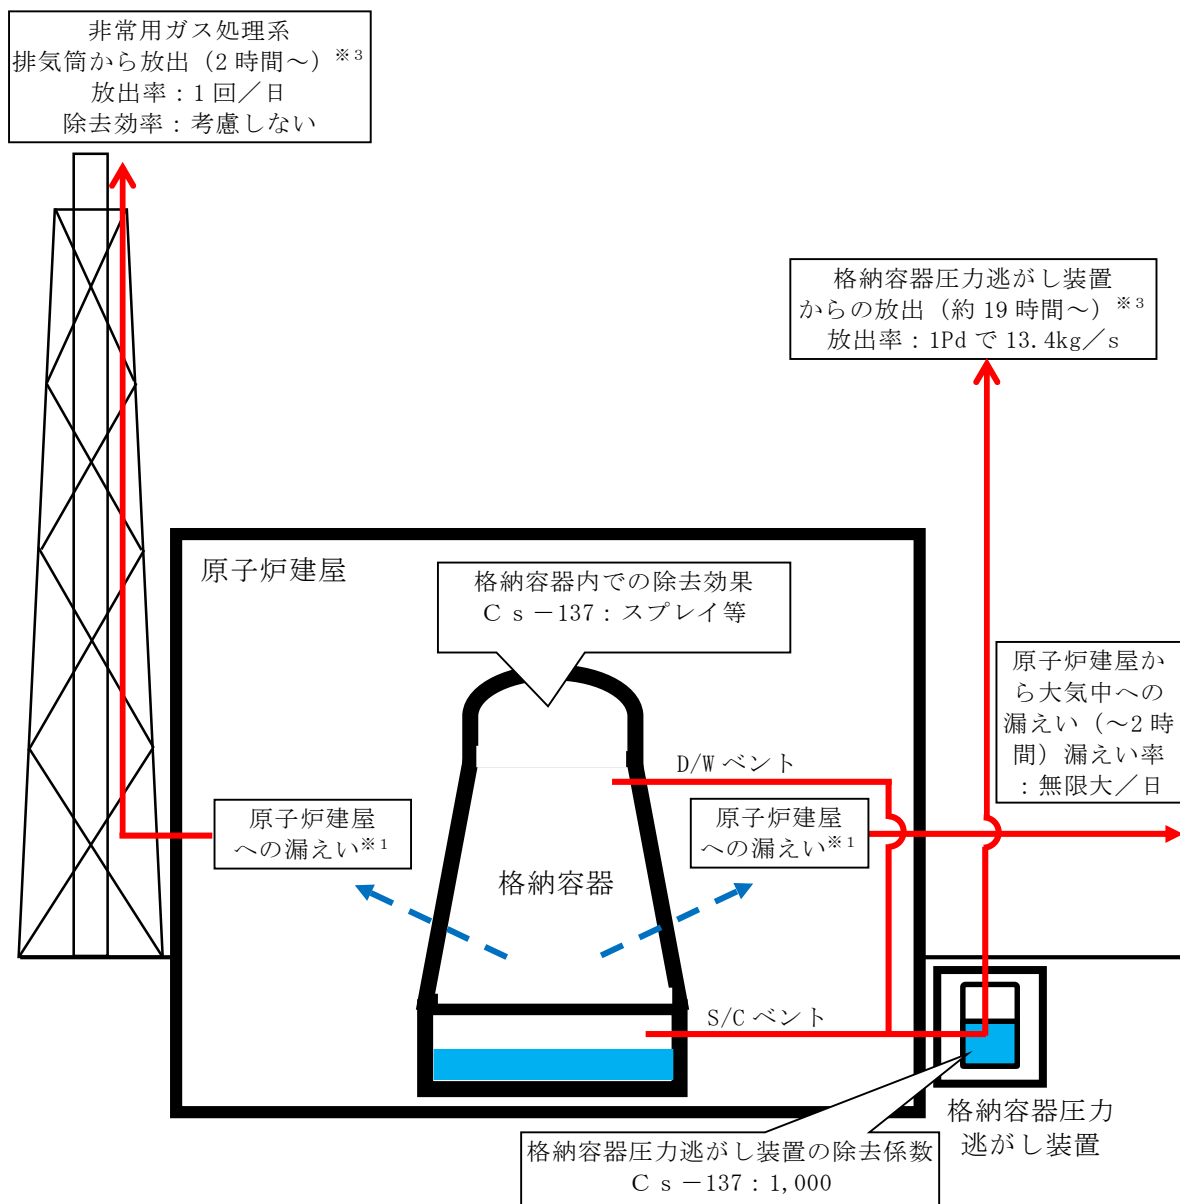 非常用ガス処理系
排気筒から放出（2 時間～）※3
放出率：1 回／日
除去効率：考慮しない
格納容器圧力逃がし装置
からの放出（約 19 時間～）※3
放出率：1Pd で 13.4kg／s
原子炉建屋
格納容器内での除去効果
Ｃｓ－137：スプレイ等
原子炉建屋か
ら大気中への
漏えい（～2 時
間）漏えい率
：無限大／日
D/W ベント
原子炉建屋
への漏えい※1
原子炉建屋
への漏えい※1
格納容器
S/C ベント
格納容器圧力
逃がし装置
格納容器圧力逃がし装置の除去係数
Ｃｓ－137：1,000